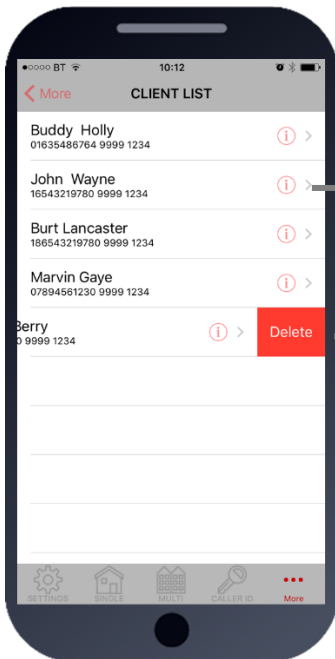 BT 10:12
More CLIENT LIST
Buddy Holly
01635486764 9999 1234
John Wayne
16543219780 9999 1234
Burt Lancaster
186543219780 9999 1234
Marvin Gaye
07894561230 9999 1234
Berry
0 9999 1234
Delete
SETTINGS SINGLE MULTI CALLER ID More